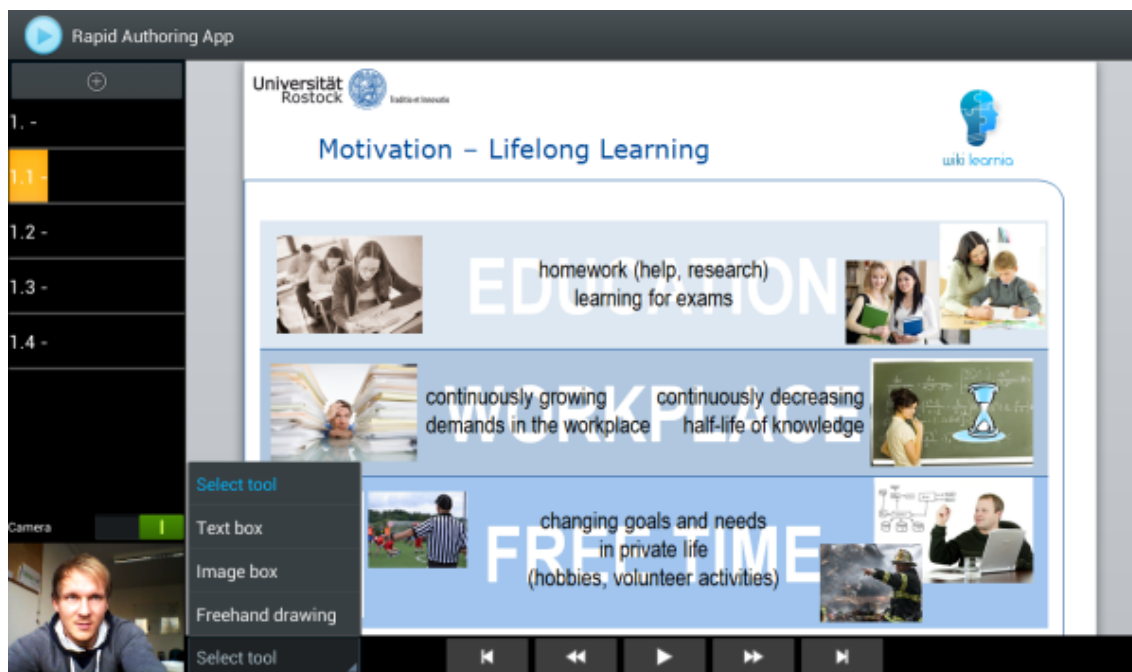 Rapid Authoring App
1. -
1.1 -
1.2 -
1.3 -
1.4 -
Camera
Universität
Rostock
Traditio et Innovatio
wiki learnia
Motivation – Lifelong Learning
EDUCATION
homework (help, research)
learning for exams
WORKPLACE
continuously growing
demands in the workplace
continuously decreasing
half-life of knowledge
FREE TIME
changing goals and needs
in private life
(hobbies, volunteer activities)
Select tool
Text box
Image box
Freehand drawing
Select tool